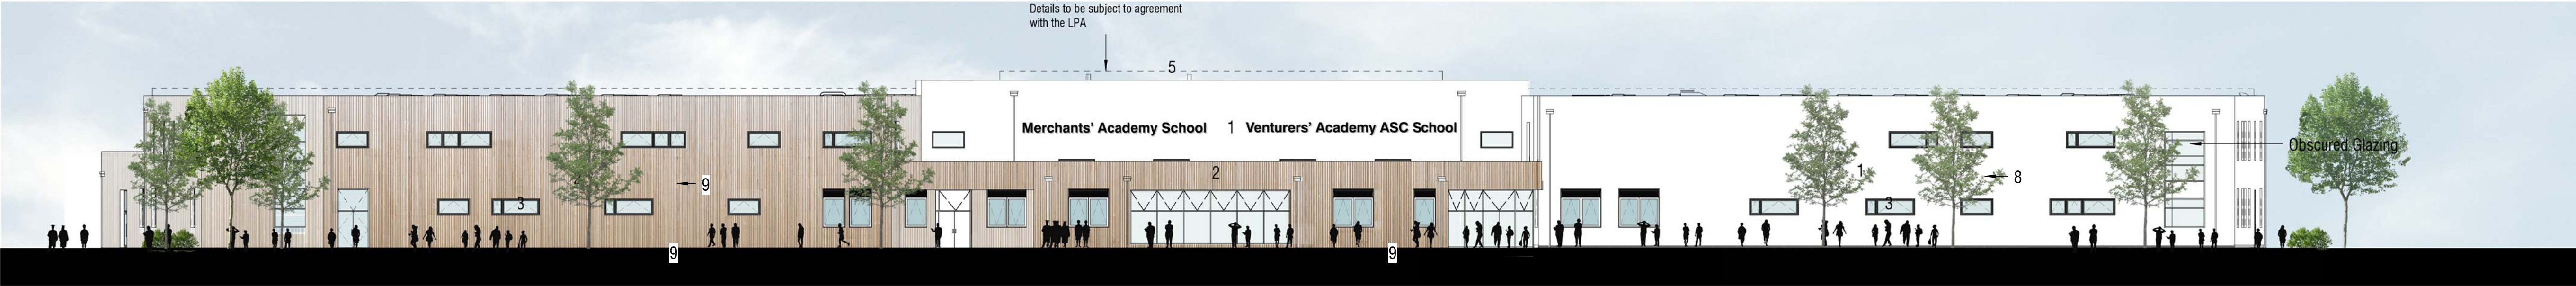 Details to be subject to agreement
with the LPA
5
Merchants' Academy School 1 Venturers' Academy ASC School
Obscured Glazing
2
1
8
9
3
3
9
9